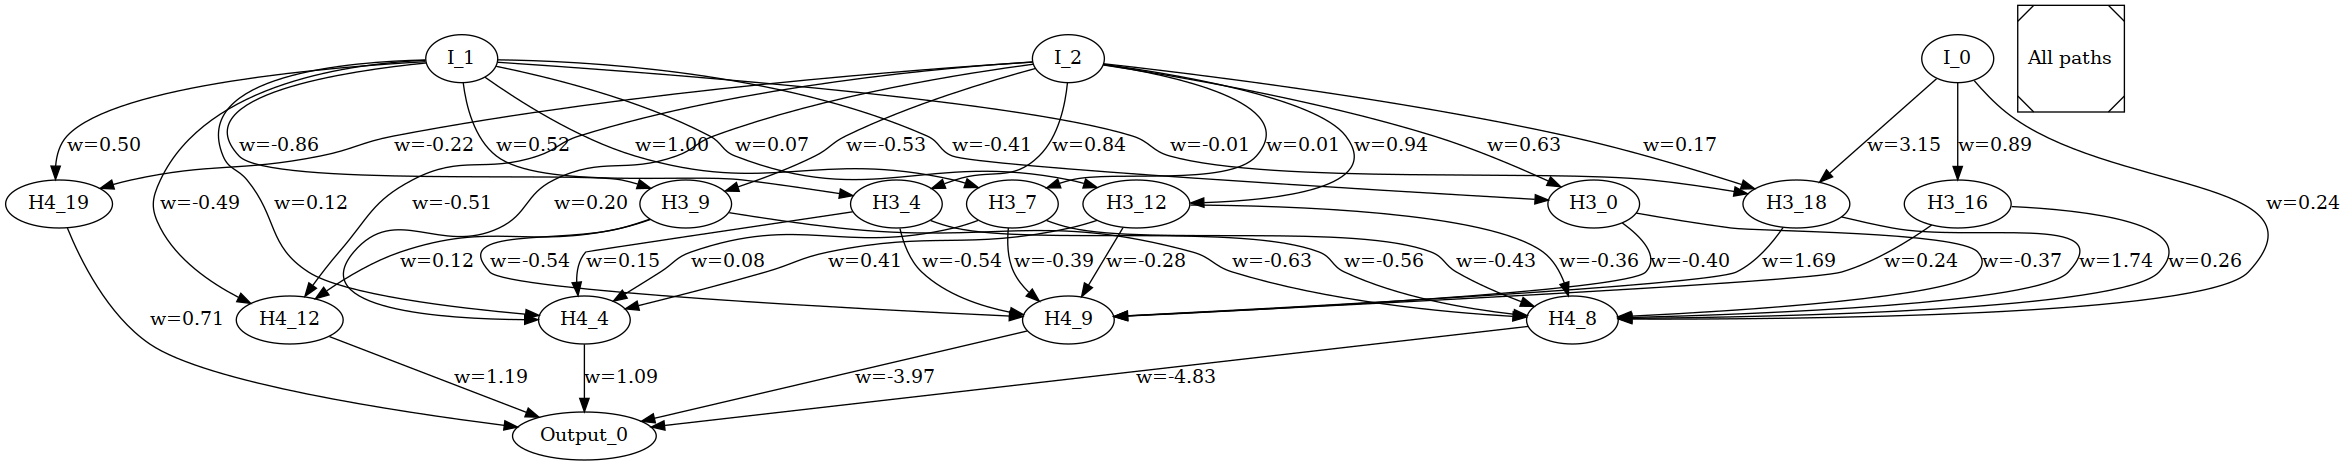 I_1
I_2
I_0
All paths
w=0.50
w=-0.86
w=-0.22
w=0.52
w=1.00
w=0.07
w=-0.53
w=-0.41
w=0.84
w=-0.01
w=0.01
w=0.94
w=0.63
w=0.17
w=3.15
w=0.89
H4_19
w=-0.49
w=0.12
w=-0.51
w=0.20
H3_9
H3_4
H3_7
H3_12
H3_0
H3_18
H3_16
w=0.24
w=0.12
w=-0.54
w=0.15
w=0.08
w=0.41
w=-0.54
w=-0.39
w=-0.28
w=-0.63
w=-0.56
w=-0.43
w=-0.36
w=-0.40
w=1.69
w=0.24
w=-0.37
w=1.74
w=0.26
w=0.71
H4_12
H4_4
H4_9
H4_8
w=1.19
w=1.09
w=-3.97
w=-4.83
Output_0